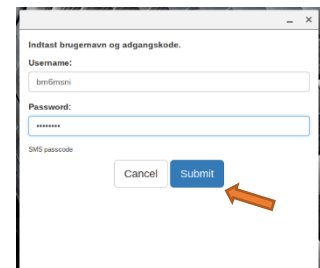 Indtast brugernavn og adgangskode.
Username:
bm6msni
Password:
••••••••
SMS passcode
Cancel Submit